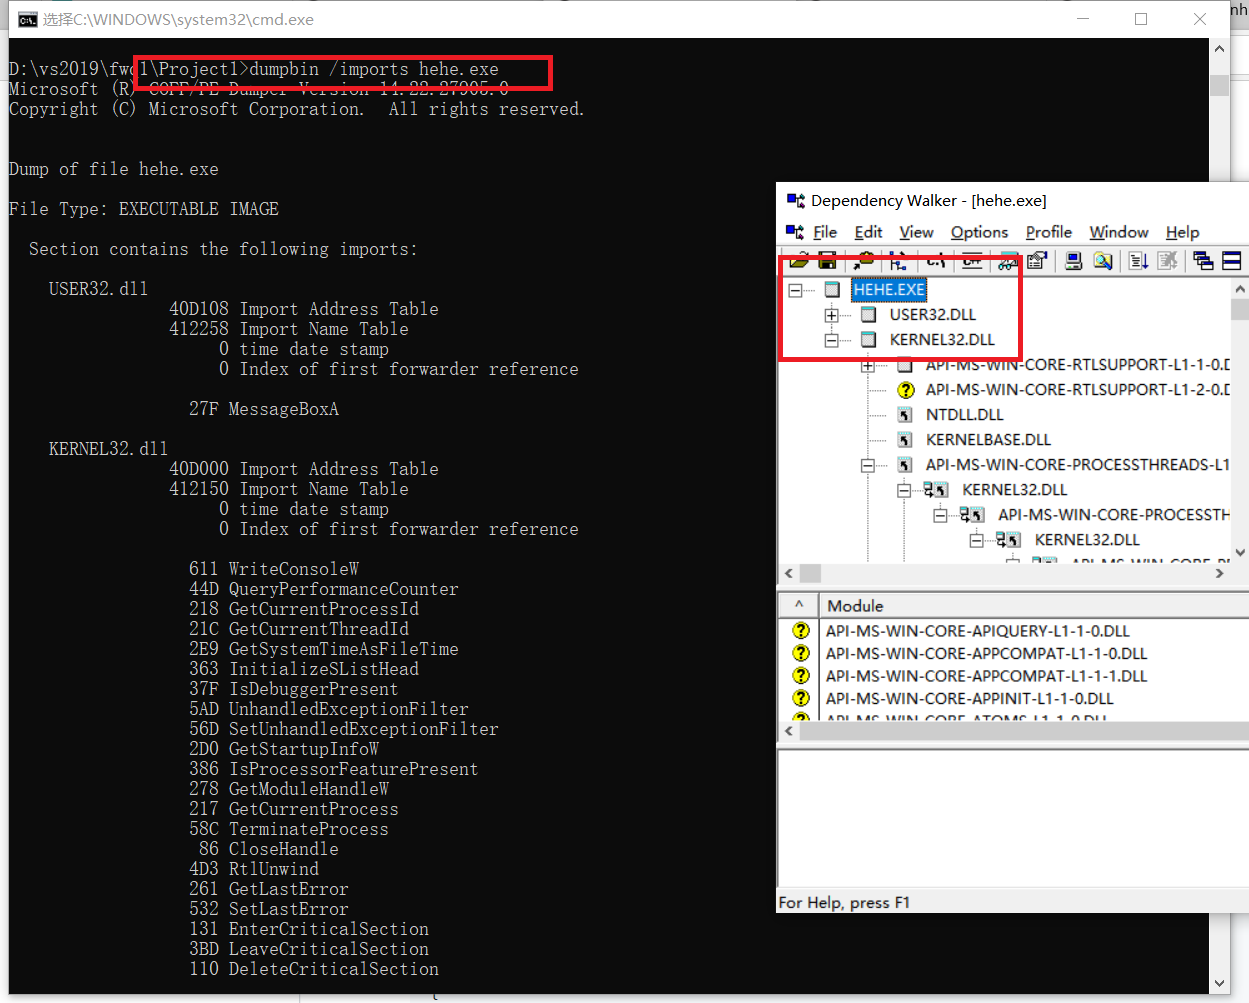 选择C:\WINDOWS\system32\cmd.exe
D:\vs2019\fwql\Project1>dumpbin /imports hehe.exe
Microsoft (R) COFF/PE Dumper Version 14.22.27905.0
Copyright (C) Microsoft Corporation.  All rights reserved.
Dump of file hehe.exe
File Type: EXECUTABLE IMAGE
Section contains the following imports:
USER32.dll
40D108 Import Address Table
412258 Import Name Table
0 time date stamp
0 Index of first forwarder reference
27F MessageBoxA
KERNEL32.dll
40D000 Import Address Table
412150 Import Name Table
0 time date stamp
0 Index of first forwarder reference
611 WriteConsoleW
44D QueryPerformanceCounter
218 GetCurrentProcessId
21C GetCurrentThreadId
2E9 GetSystemTimeAsFileTime
363 InitializeSListHead
37F IsDebuggerPresent
5AD UnhandledExceptionFilter
56D SetUnhandledExceptionFilter
2D0 GetStartupInfoW
386 IsProcessorFeaturePresent
278 GetModuleHandleW
217 GetCurrentProcess
58C TerminateProcess
86 CloseHandle
4D3 RtlUnwind
261 GetLastError
532 SetLastError
131 EnterCriticalSection
3BD LeaveCriticalSection
110 DeleteCriticalSection
Dependency Walker - [hehe.exe]
File Edit View Options Profile Window Help
HEHE.EXE
USER32.DLL
KERNEL32.DLL
API-MS-WIN-CORE-RTLSUPPORT-L1-1-0.D
API-MS-WIN-CORE-RTLSUPPORT-L1-2-0.D
NTDLL.DLL
KERNELBASE.DLL
API-MS-WIN-CORE-PROCESSTHREADS-L1
KERNEL32.DLL
API-MS-WIN-CORE-PROCESSTH
KERNEL32.DLL
Module
API-MS-WIN-CORE-APIQUERY-L1-1-0.DLL
API-MS-WIN-CORE-APPCOMPAT-L1-1-0.DLL
API-MS-WIN-CORE-APPCOMPAT-L1-1-1.DLL
API-MS-WIN-CORE-APPINIT-L1-1-0.DLL
API-MS-WIN-CORE-ATOMS-L1-1-0.DLL
For Help, press F1